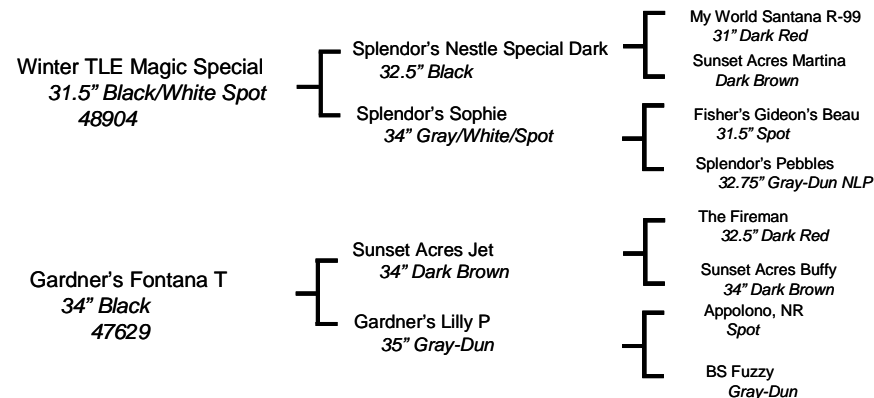 Winter TLE Magic Special
31.5” Black/White Spot
48904
Splendor’s Nestle Special Dark
32.5” Black
Splendor’s Sophie
34” Gray/White/Spot
My World Santana R-99
31” Dark Red
Sunset Acres Martina
Dark Brown
Fisher’s Gideon’s Beau
31.5” Spot
Splendor’s Pebbles
32.75” Gray-Dun NLP
Gardner’s Fontana T
34” Black
47629
Sunset Acres Jet
34” Dark Brown
Gardner’s Lilly P
35” Gray-Dun
The Fireman
32.5” Dark Red
Sunset Acres Buffy
34” Dark Brown
Appolono, NR
Spot
BS Fuzzy
Gray-Dun